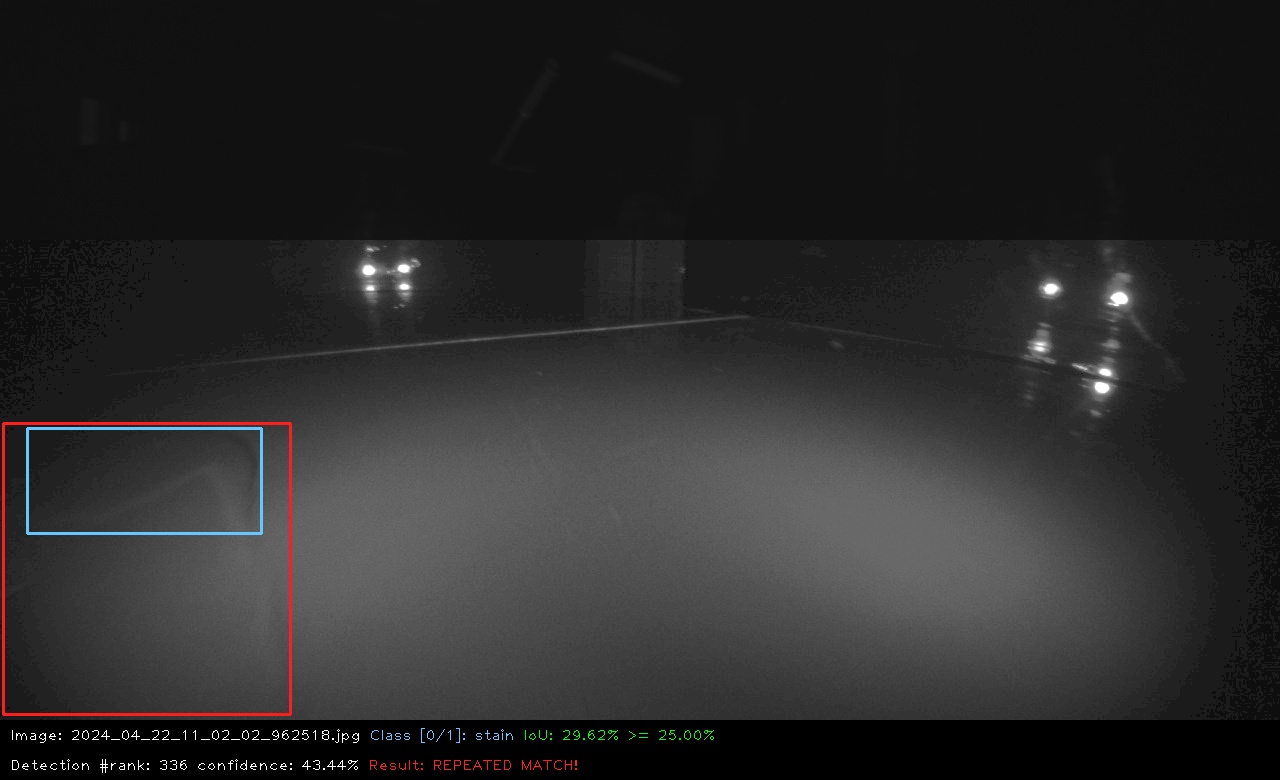 Image: 2024_04_22_11_02_02_962518.jpg Class [0/1]: stain IoU: 29.62% >= 25.00%
Detection #rank: 336 confidence: 43.44% Result: REPEATED MATCH!